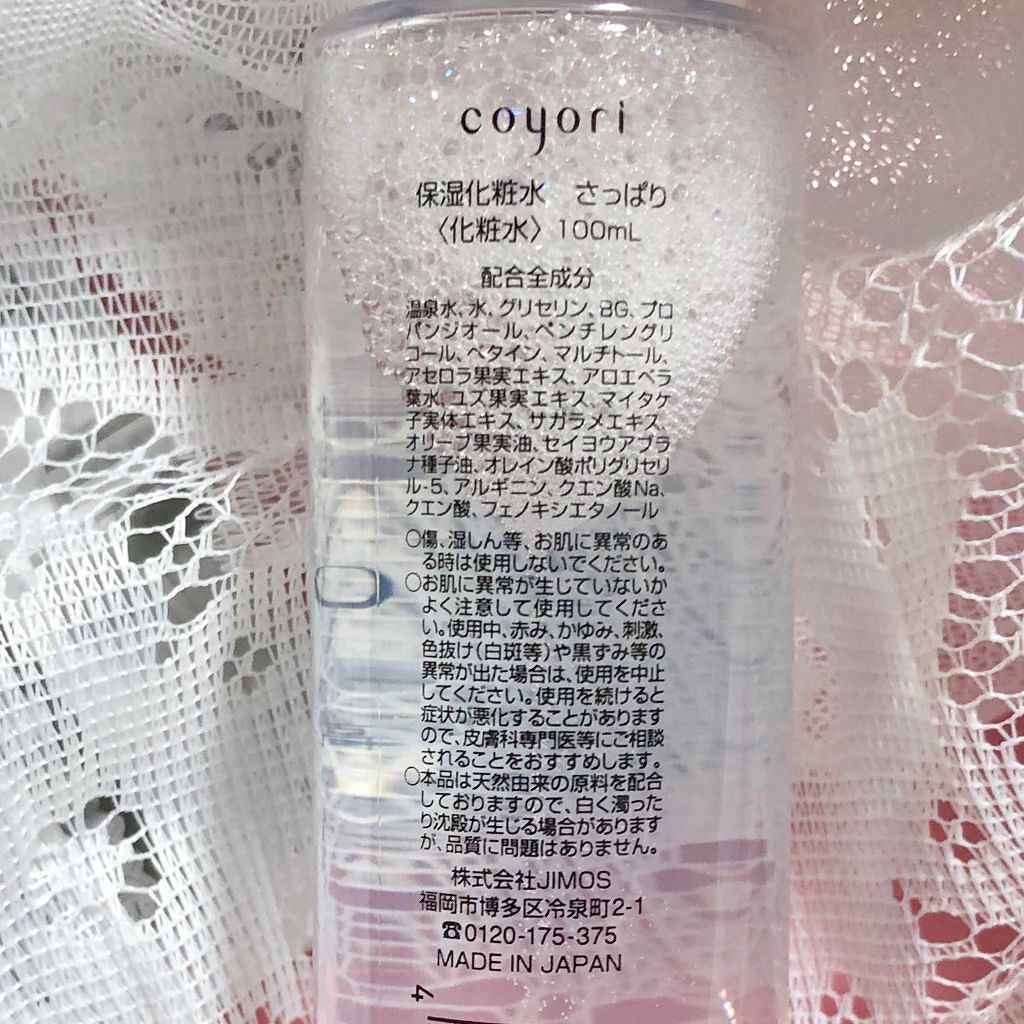 coyori
保湿化粧水　さっぱり
〈化粧水〉100mL
配合全成分
温泉水、水、グリセリン、BG、プロ
パンジオール、ペンチレングリ
コール、ベタイン、マルチトール、
アセロラ果実エキス、アロエベラ
葉水、ユズ果実エキス、マイタケ
子実体エキス、サガラメエキス、
オリーブ果実油、セイヨウアブラ
ナ種子油、オレイン酸ポリグリセリ
ル-5、アルギニン、クエン酸Na、
クエン酸、フェノキシエタノール
○傷、湿しん等、お肌に異常のあ
る時は使用しないでください。
○お肌に異常が生じていないか
よく注意して使用してくださ
い。使用中、赤み、かゆみ、刺激、
色抜け（白斑等）や黒ずみ等の
異常が出た場合は、使用を中止
してください。使用を続けると
症状が悪化することがあります
ので、皮膚科専門医等にご相談
されることをおすすめします。
○本品は天然由来の原料を配合
しておりますので、白く濁った
り沈殿が生じる場合があります
が、品質に問題はありません。
株式会社JIMOS
福岡市博多区冷泉町2-1
☎0120-175-375
MADE IN JAPAN
4